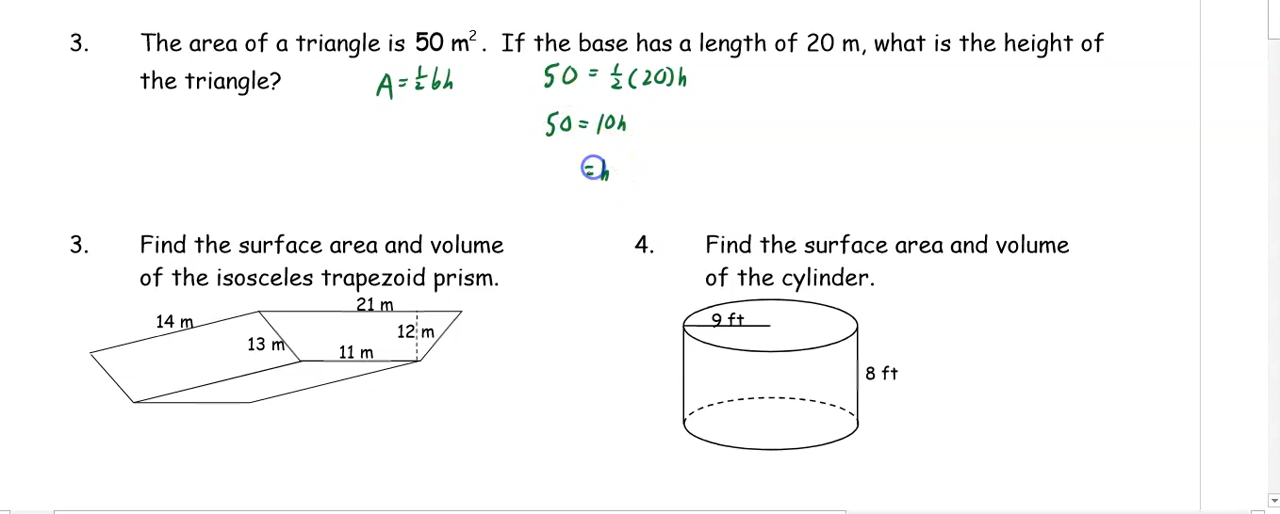 3. The area of a triangle is 50 m². If the base has a length of 20 m, what is the height of
the triangle? A = ½bh 50 = ½(20)h
50 = 10h
= h
3. Find the surface area and volume
of the isosceles trapezoid prism.
21 m
14 m
12 m
13 m
11 m
4. Find the surface area and volume
of the cylinder.
9 ft
8 ft